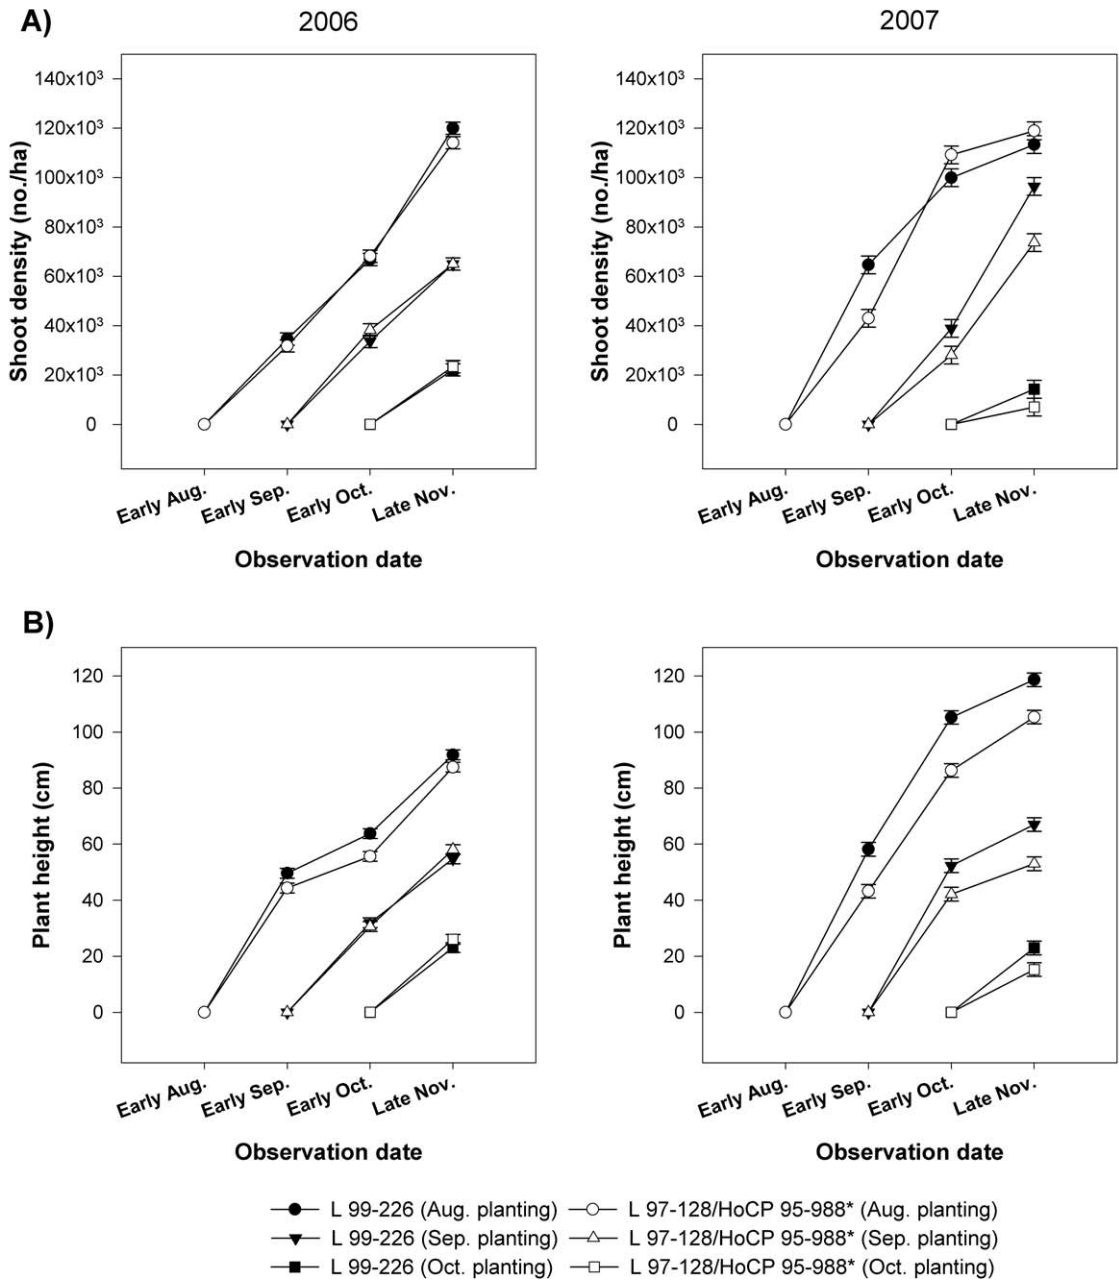 A)
2006
2007
Shoot density (no./ha)
140x10³
120x10³
100x10³
80x10³
60x10³
40x10³
20x10³
0
Early Aug.
Early Sep.
Early Oct.
Late Nov.
Observation date
Shoot density (no./ha)
140x10³
120x10³
100x10³
80x10³
60x10³
40x10³
20x10³
0
Early Aug.
Early Sep.
Early Oct.
Late Nov.
Observation date
B)
Plant height (cm)
120
100
80
60
40
20
0
Early Aug.
Early Sep.
Early Oct.
Late Nov.
Observation date
Plant height (cm)
120
100
80
60
40
20
0
Early Aug.
Early Sep.
Early Oct.
Late Nov.
Observation date
L 99-226 (Aug. planting) L 97-128/HoCP 95-988* (Aug. planting)
L 99-226 (Sep. planting) L 97-128/HoCP 95-988* (Sep. planting)
L 99-226 (Oct. planting) L 97-128/HoCP 95-988* (Oct. planting)